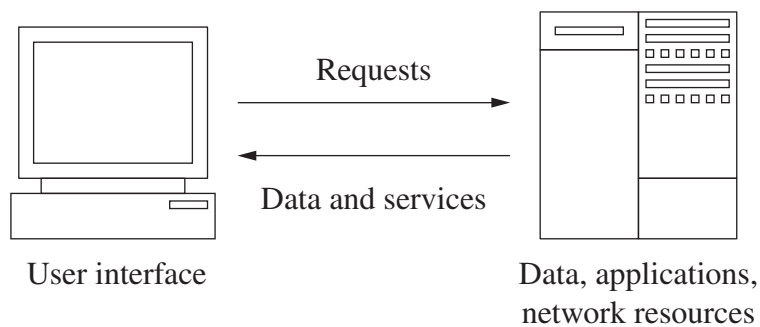 Requests
Data and services
User interface
Data, applications,
network resources